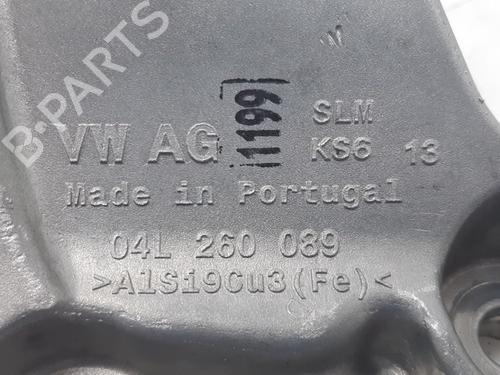 1199
SLM
VW AG
KS6 13
Made in Portugal
04L 260 089
>AlSi9Cu3(Fe)<
B-PARTS